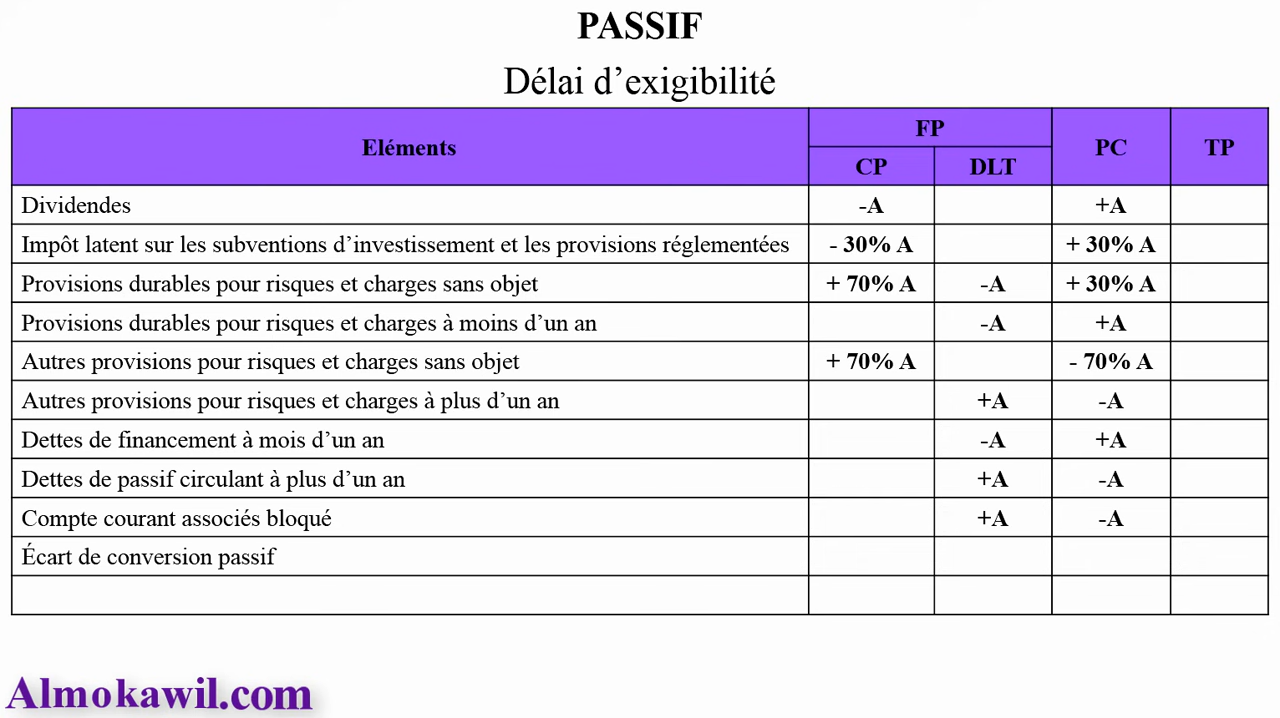 PASSIF
Délai d’exigibilité
Eléments FP PC TP
CP DLT
Dividendes -A +A
Impôt latent sur les subventions d’investissement et les provisions réglementées - 30% A + 30% A
Provisions durables pour risques et charges sans objet + 70% A -A + 30% A
Provisions durables pour risques et charges à moins d’un an -A +A
Autres provisions pour risques et charges sans objet + 70% A - 70% A
Autres provisions pour risques et charges à plus d’un an +A -A
Dettes de financement à mois d’un an -A +A
Dettes de passif circulant à plus d’un an +A -A
Compte courant associés bloqué +A -A
Écart de conversion passif
Almokawil.com